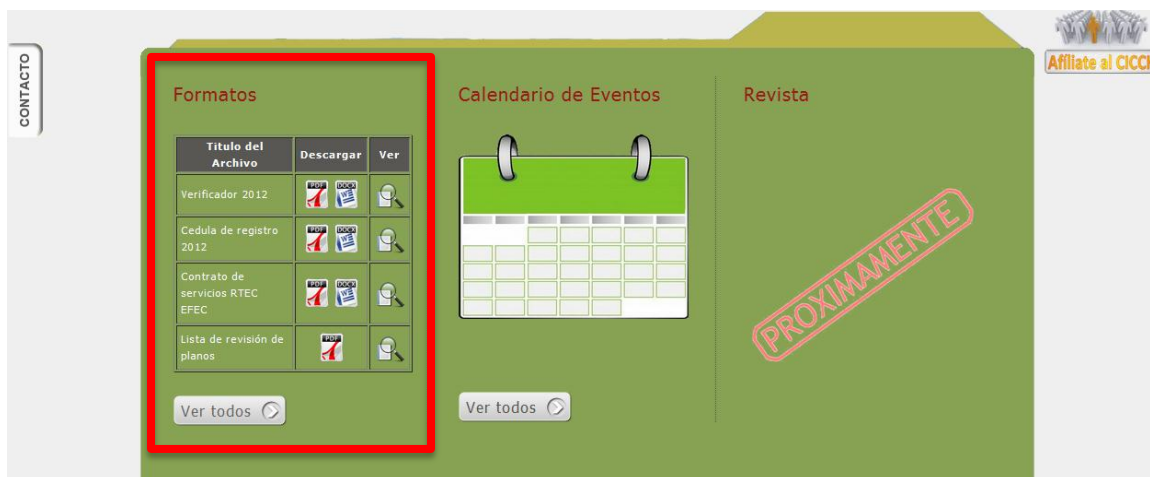 CONTACTO
Afíliate al CICCH
Formatos
Titulo del
Archivo
Descargar
Ver
Verificador 2012
PDF
DOCX
Cedula de registro
2012
PDF
DOCX
Contrato de
servicios RTEC
EFEC
PDF
DOCX
Lista de revisión de
planos
PDF
Ver todos
Calendario de Eventos
Ver todos
Revista
PROXIMAMENTE